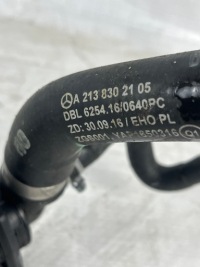 A 213 830 21 05
DBL 6254.16/0640PC
ZD: 30.09.16 / EHO PL